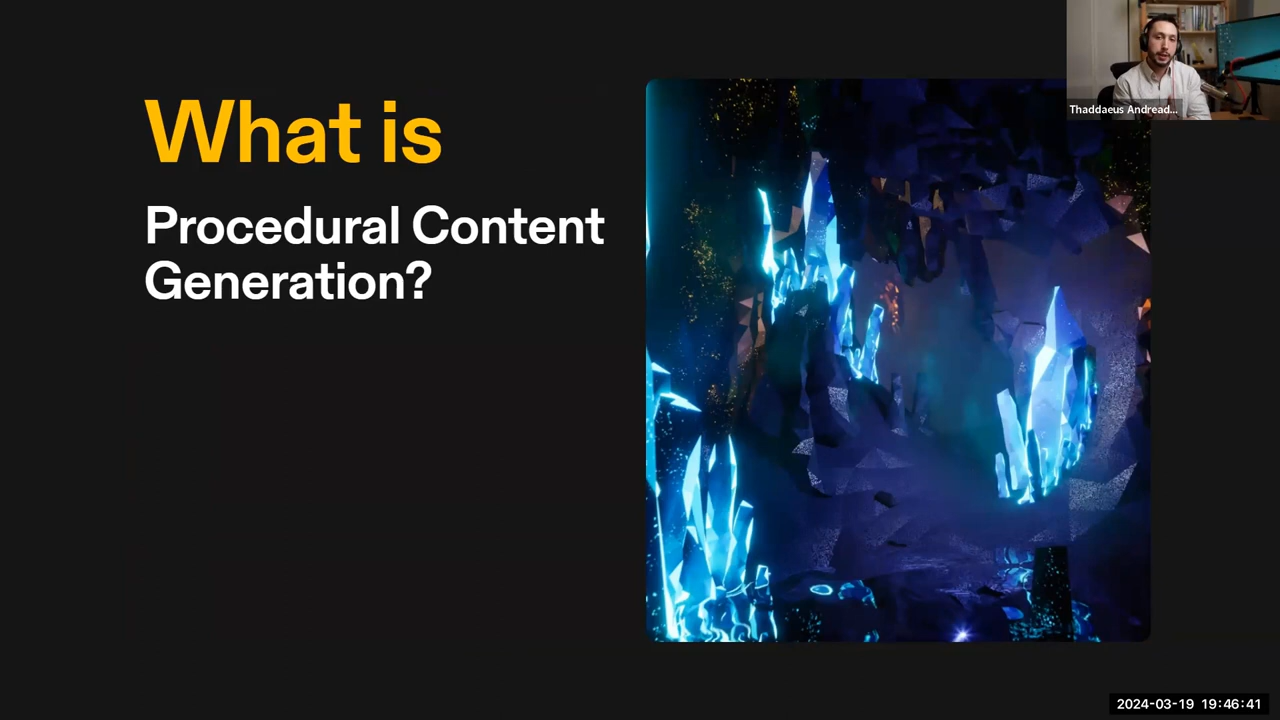 What is
Procedural Content
Generation?
Thaddaeus Andread...
2024-03-19 19:46:41